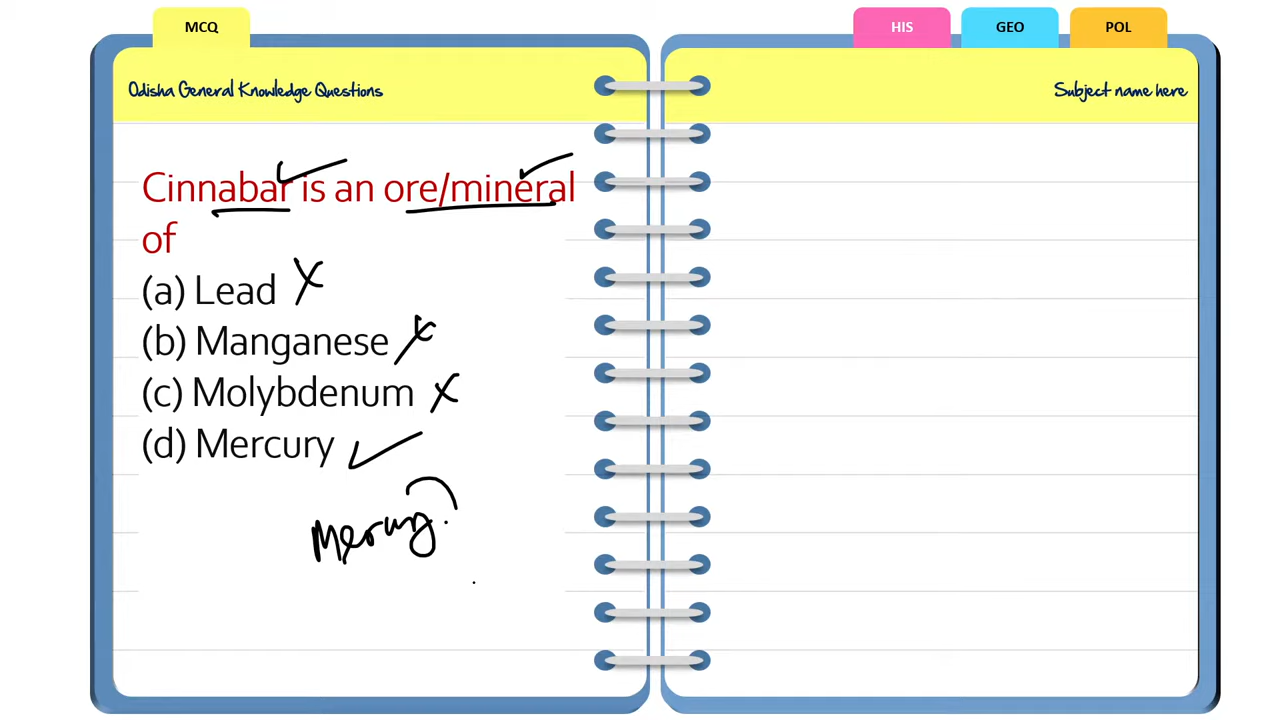 MCQ
HIS
GEO
POL
Odisha General Knowledge Questions
Subject name here
Cinnabar is an ore/mineral
of
(a) Lead
(b) Manganese
(c) Molybdenum
(d) Mercury